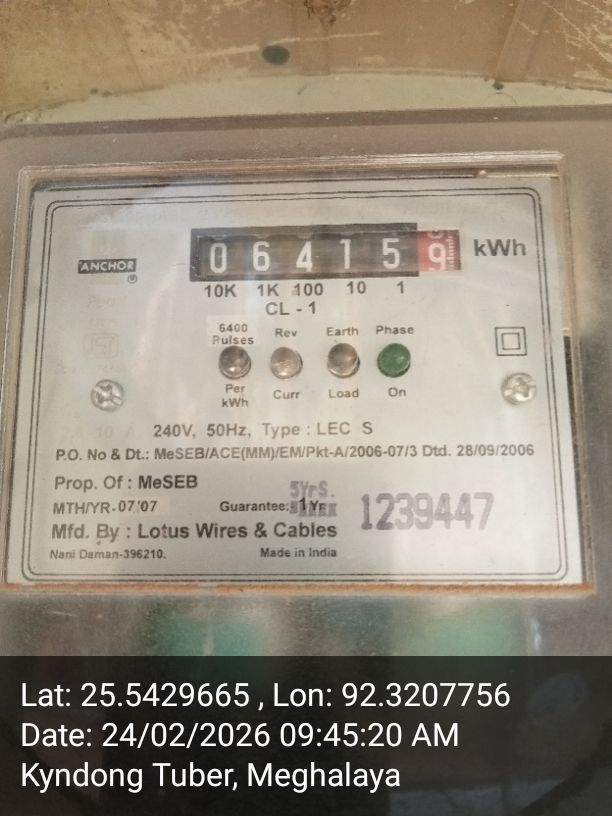 ANCHOR
®
0 6 4 1 5 9 kWh
10K 1K 100 10 1
CL - 1
6400 Pulses Per kWh
Rev Curr
Earth Load
Phase On
240V, 50Hz, Type : LEC S
P.O. No & Dt.: MeSEB/ACE(MM)/EM/Pkt-A/2006-07/3 Dtd. 28/09/2006
Prop. Of : MeSEB
MTH/YR-07'07
Guarantee: 1 Yr
5Yrs.
1239447
Mfd. By : Lotus Wires & Cables
Nani Daman-396210.
Made in India
Lat: 25.5429665 , Lon: 92.3207756
Date: 24/02/2026 09:45:20 AM
Kyndong Tuber, Meghalaya